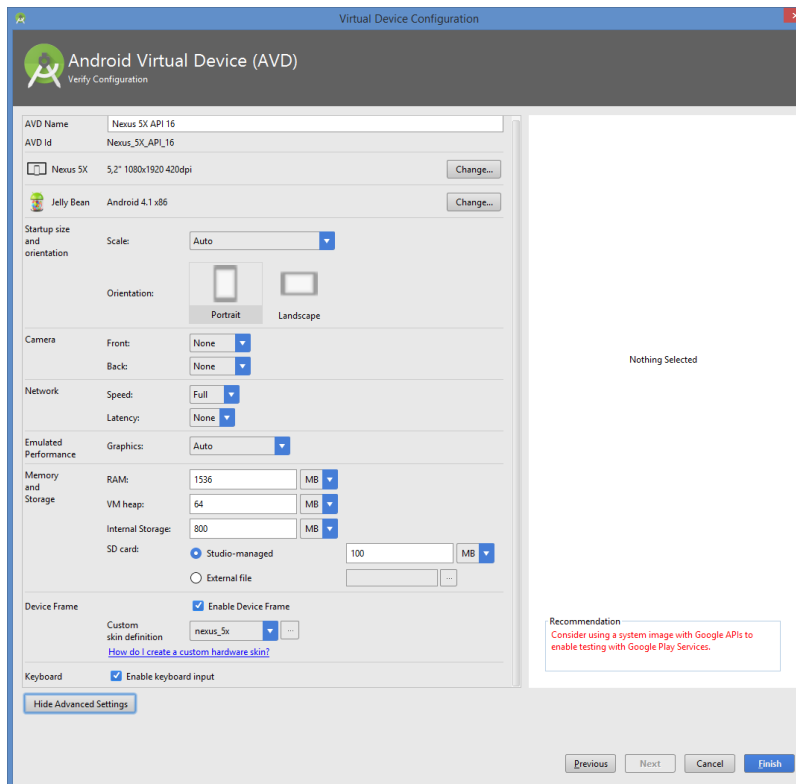 Virtual Device Configuration
Android Virtual Device (AVD)
Verify Configuration
AVD Name Nexus 5X API 16
AVD Id Nexus_5X_API_16
Nexus 5X 5,2" 1080x1920 420dpi Change...
Jelly Bean Android 4.1 x86 Change...
Startup size
and
orientation
Scale: Auto
Orientation:
Portrait Landscape
Camera Front: None
Back: None
Nothing Selected
Network Speed: Full
Latency: None
Emulated
Performance
Graphics: Auto
Memory
and
Storage
RAM: 1536 MB
VM heap: 64 MB
Internal Storage: 800 MB
SD card: Studio-managed 100 MB
External file ...
Device Frame Enable Device Frame
Custom
skin definition
nexus_5x ...
How do I create a custom hardware skin?
Keyboard Enable keyboard input
Recommendation
Consider using a system image with Google APIs to
enable testing with Google Play Services.
Hide Advanced Settings
Previous Next Cancel Finish